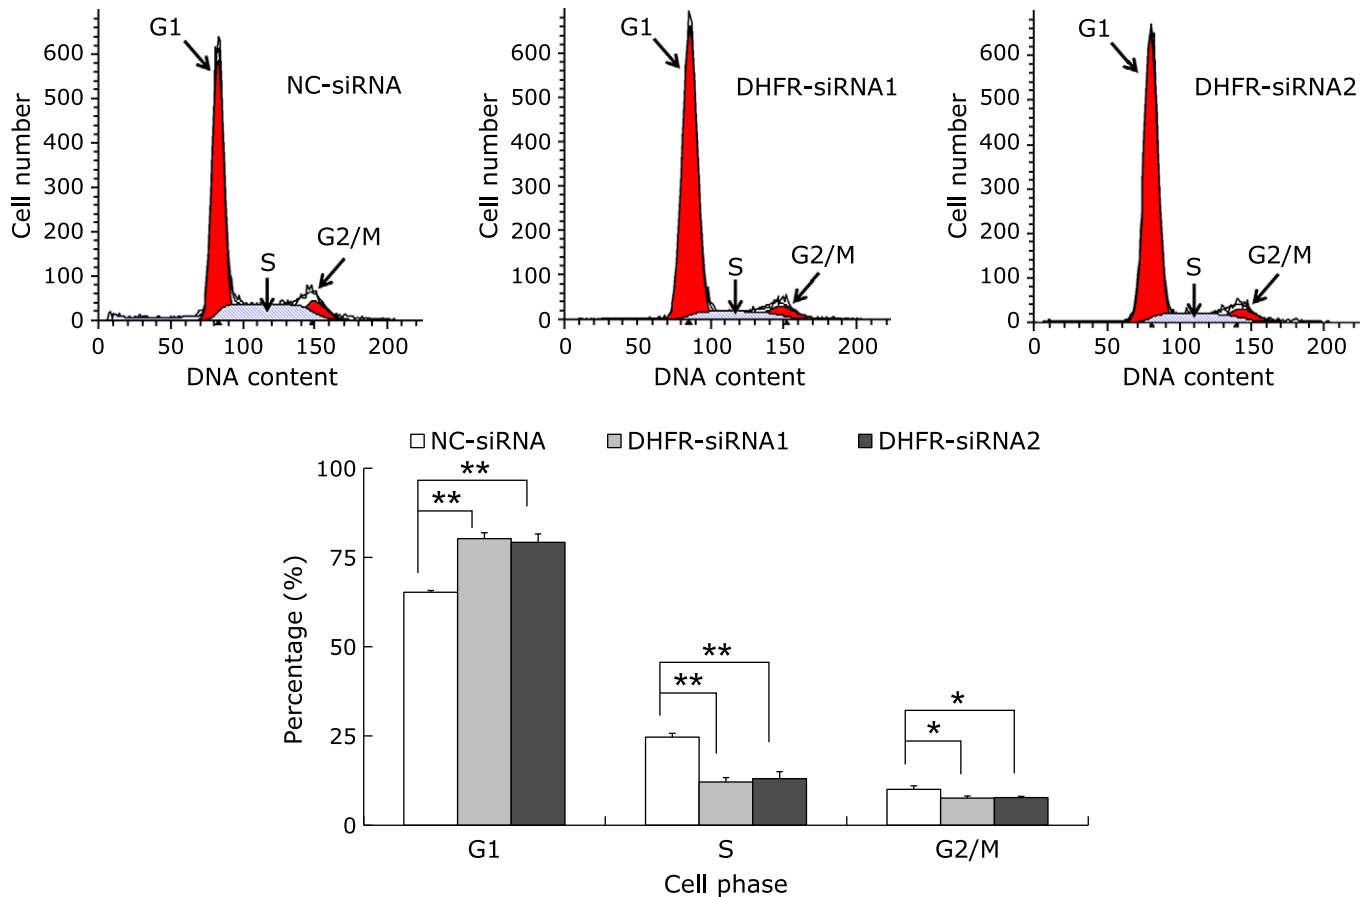 G1
NC-siRNA
S
G2/M
600
500
400
300
200
100
0
Cell number
0 50 100 150 200
DNA content
G1
DHFR-siRNA1
S
G2/M
600
500
400
300
200
100
0
Cell number
0 50 100 150 200
DNA content
G1
DHFR-siRNA2
S
G2/M
600
500
400
300
200
100
0
Cell number
0 50 100 150 200
DNA content
NC-siRNA DHFR-siRNA1 DHFR-siRNA2
100
75
50
25
0
Percentage (%)
**
**
**
**
*
*
G1 S G2/M
Cell phase